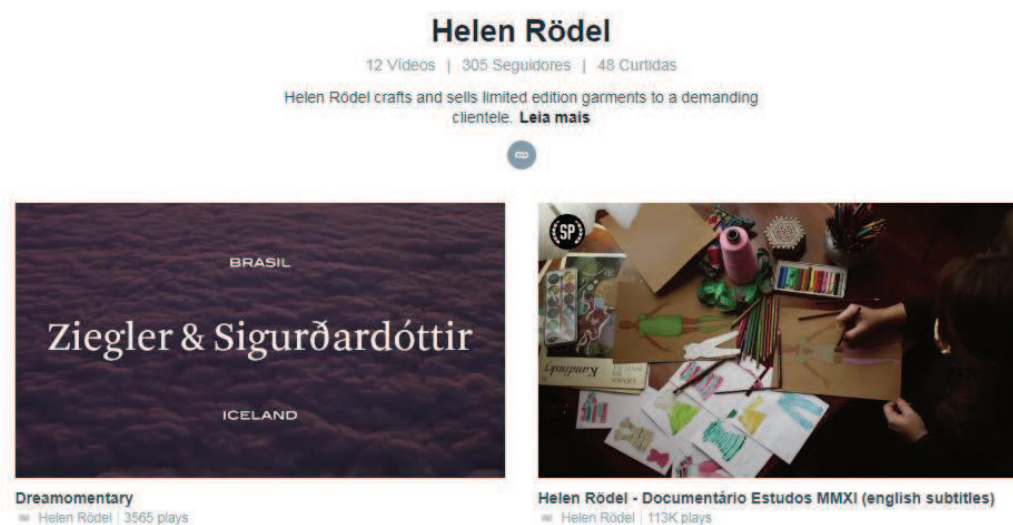 Helen Rödel
12 Vídeos | 305 Seguidores | 48 Curtidas
Helen Rödel crafts and sells limited edition garments to a demanding
clientele. Leia mais
BRASIL
Ziegler & Sigurðardóttir
ICELAND
SP
Kandinsky
Dreamomentary
Helen Rödel | 3565 plays
Helen Rödel - Documentário Estudos MMXI (english subtitles)
Helen Rödel | 113K plays